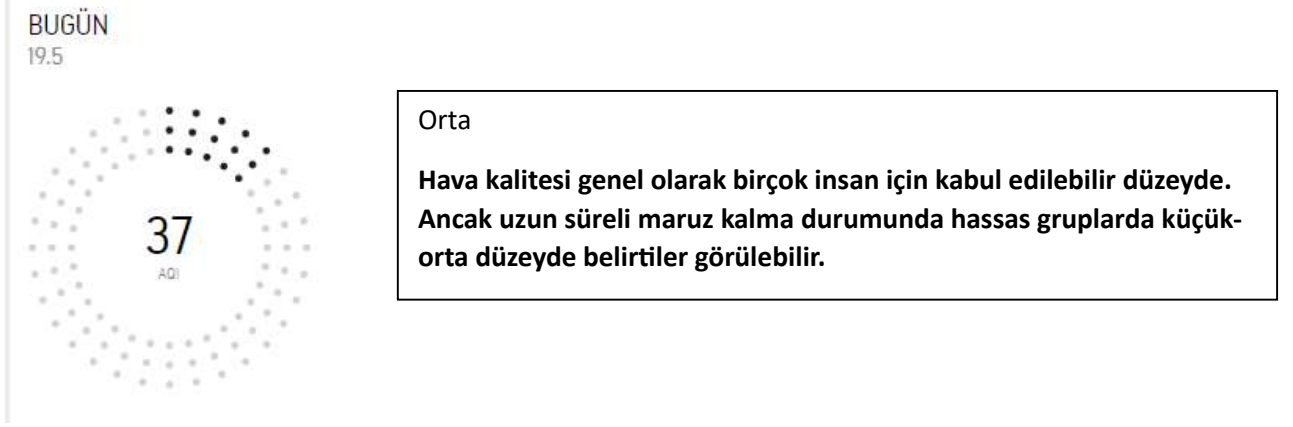 BUGÜN
19.5
37
AQI
Orta
Hava kalitesi genel olarak birçok insan için kabul edilebilir düzeyde.
Ancak uzun süreli maruz kalma durumunda hassas gruplarda küçük-
orta düzeyde belirtiler görülebilir.